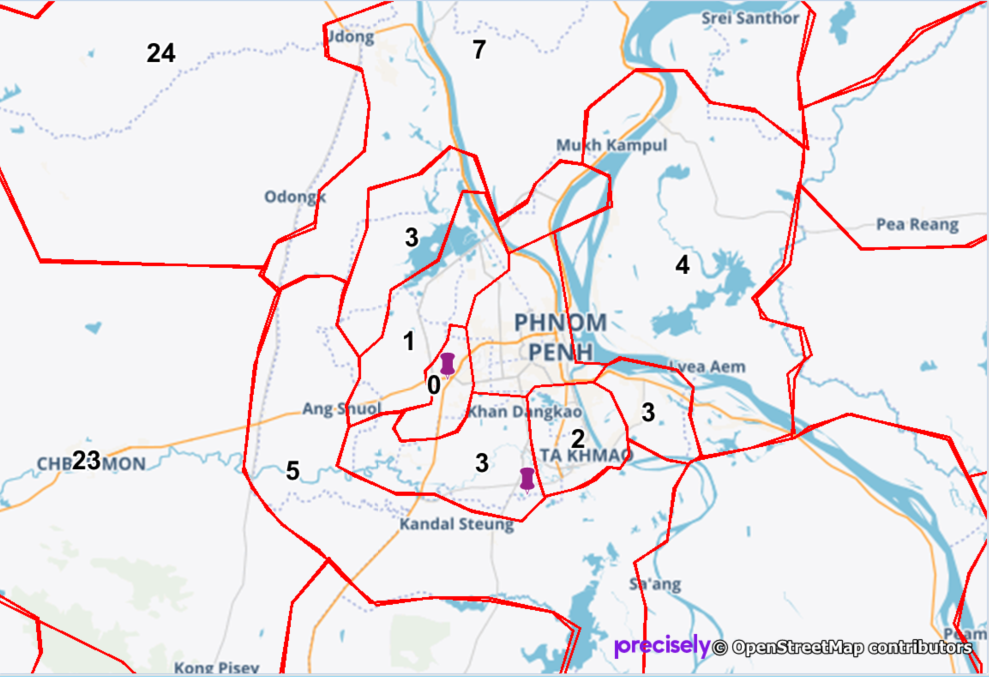 Srei Santhor
Udong
24
7
Mukh Kampul
Odongk
Pea Reang
3
4
PHNOM
PENH
1
Lvea Aem
0
Ang Snuol
Khan Dangkao
3
2
TA KHMAO
23
5
3
Kandal Steung
Sa'ang
Peam
precisely © OpenStreetMap contributors
Kong Pisey